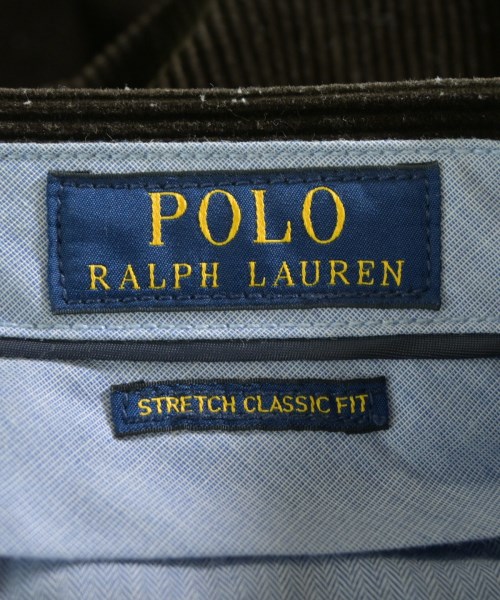 POLO
RALPH LAUREN
STRETCH CLASSIC FIT